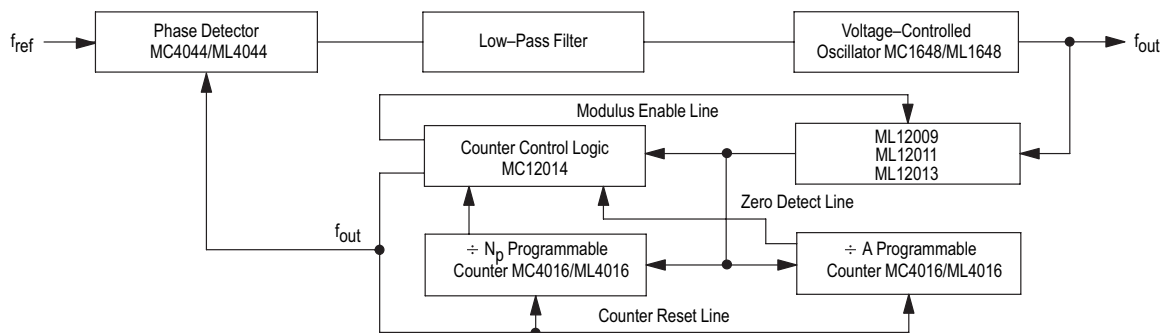 f_ref
Phase Detector
MC4044/ML4044
Low–Pass Filter
Voltage–Controlled
Oscillator MC1648/ML1648
f_out
Modulus Enable Line
Counter Control Logic
MC12014
ML12009
ML12011
ML12013
Zero Detect Line
f_out
÷ N_p Programmable
Counter MC4016/ML4016
÷ A Programmable
Counter MC4016/ML4016
Counter Reset Line